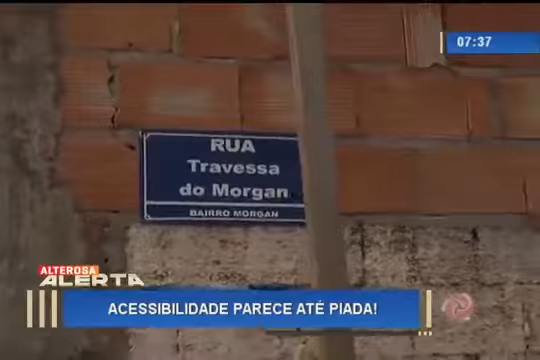 07:37
RUA
Travessa
do Morgan
BAIRRO MORGAN
ALTEROSA
ALERTA
ACESSIBILIDADE PARECE ATÉ PIADA!